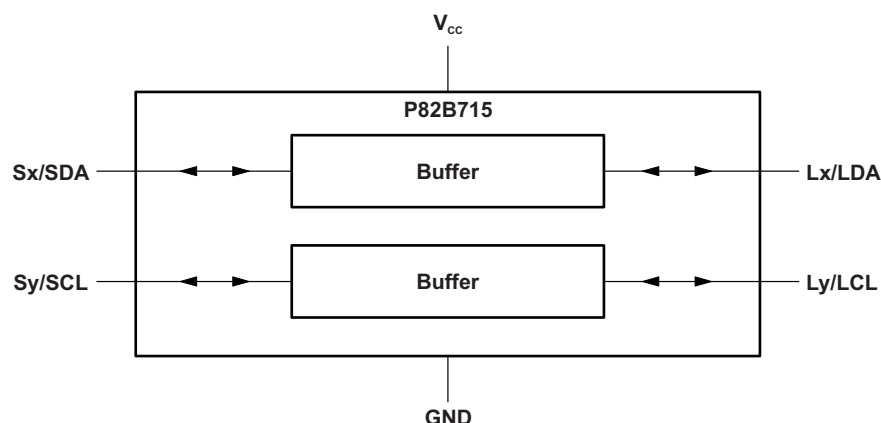 VCC
P82B715
Sx/SDA
Buffer
Lx/LDA
Sy/SCL
Buffer
Ly/LCL
GND